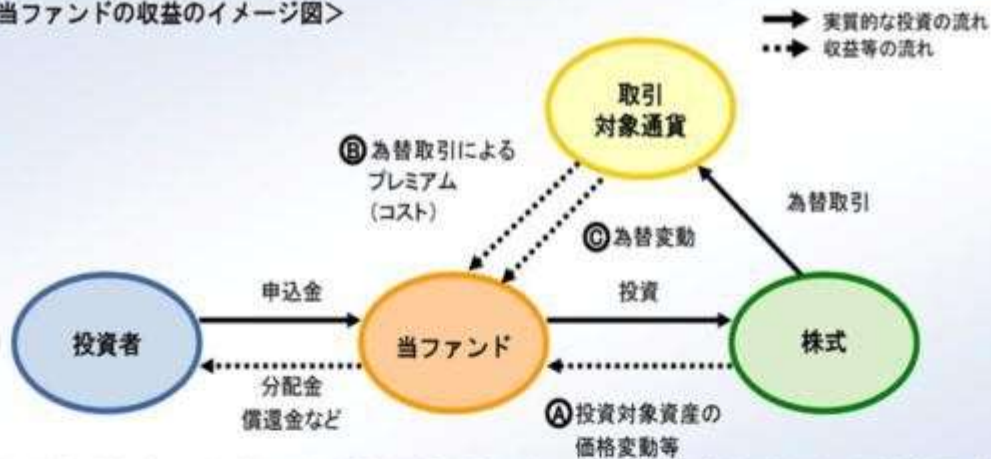 当ファンドの収益のイメージ図>
実質的な投資の流れ
収益等の流れ
取引
対象通貨
Ⓑ為替取引による
プレミアム
(コスト)
為替取引
Ⓒ為替変動
申込金
投資
投資者
当ファンド
株式
分配金
償還金など
Ⓐ投資対象資産の
価格変動等